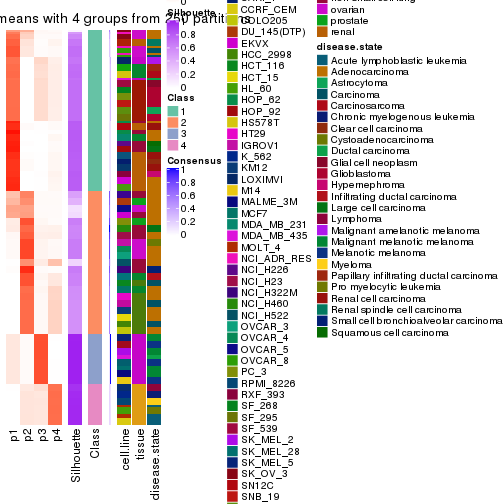 means with 4 groups from 250 partitions
Silhouette
0
1
0.8
0.6
0.4
0.2
0
Class
1
2
3
4
Consensus
1
0.8
0.6
0.4
0.2
0
p1
p2
p3
p4
Silhouette
Class
cell.line
tissue
disease.state
CCRF_CEM
COLO205
DU_145(DTP)
EKVX
HCC_2998
HCT_116
HCT_15
HL_60
HOP_62
HOP_92
HS578T
HT29
IGROV1
K_562
KM12
LOXIMVI
M14
MALME_3M
MCF7
MDA_MB_231
MDA_MB_435
MOLT_4
NCI_ADR_RES
NCI_H226
NCI_H23
NCI_H322M
NCI_H460
NCI_H522
OVCAR_3
OVCAR_4
OVCAR_5
OVCAR_8
PC_3
RPMI_8226
RXF_393
SF_268
SF_295
SF_539
SK_MEL_2
SK_MEL_28
SK_MEL_5
SK_OV_3
SN12C
SNB_19
ovarian
prostate
renal
disease.state
Acute lymphoblastic leukemia
Adenocarcinoma
Astrocytoma
Carcinoma
Carcinosarcoma
Chronic myelogenous leukemia
Clear cell carcinoma
Cystoadenocarcinoma
Ductal carcinoma
Glial cell neoplasm
Glioblastoma
Hypernephroma
Infiltrating ductal carcinoma
Large cell carcinoma
Lymphoma
Malignant amelanotic melanoma
Malignant melanotic melanoma
Melanotic melanoma
Myeloma
Papillary infiltrating ductal carcinoma
Pro myelocytic leukemia
Renal cell carcinoma
Renal spindle cell carcinoma
Small cell bronchioalveolar carcinoma
Squamous cell carcinoma